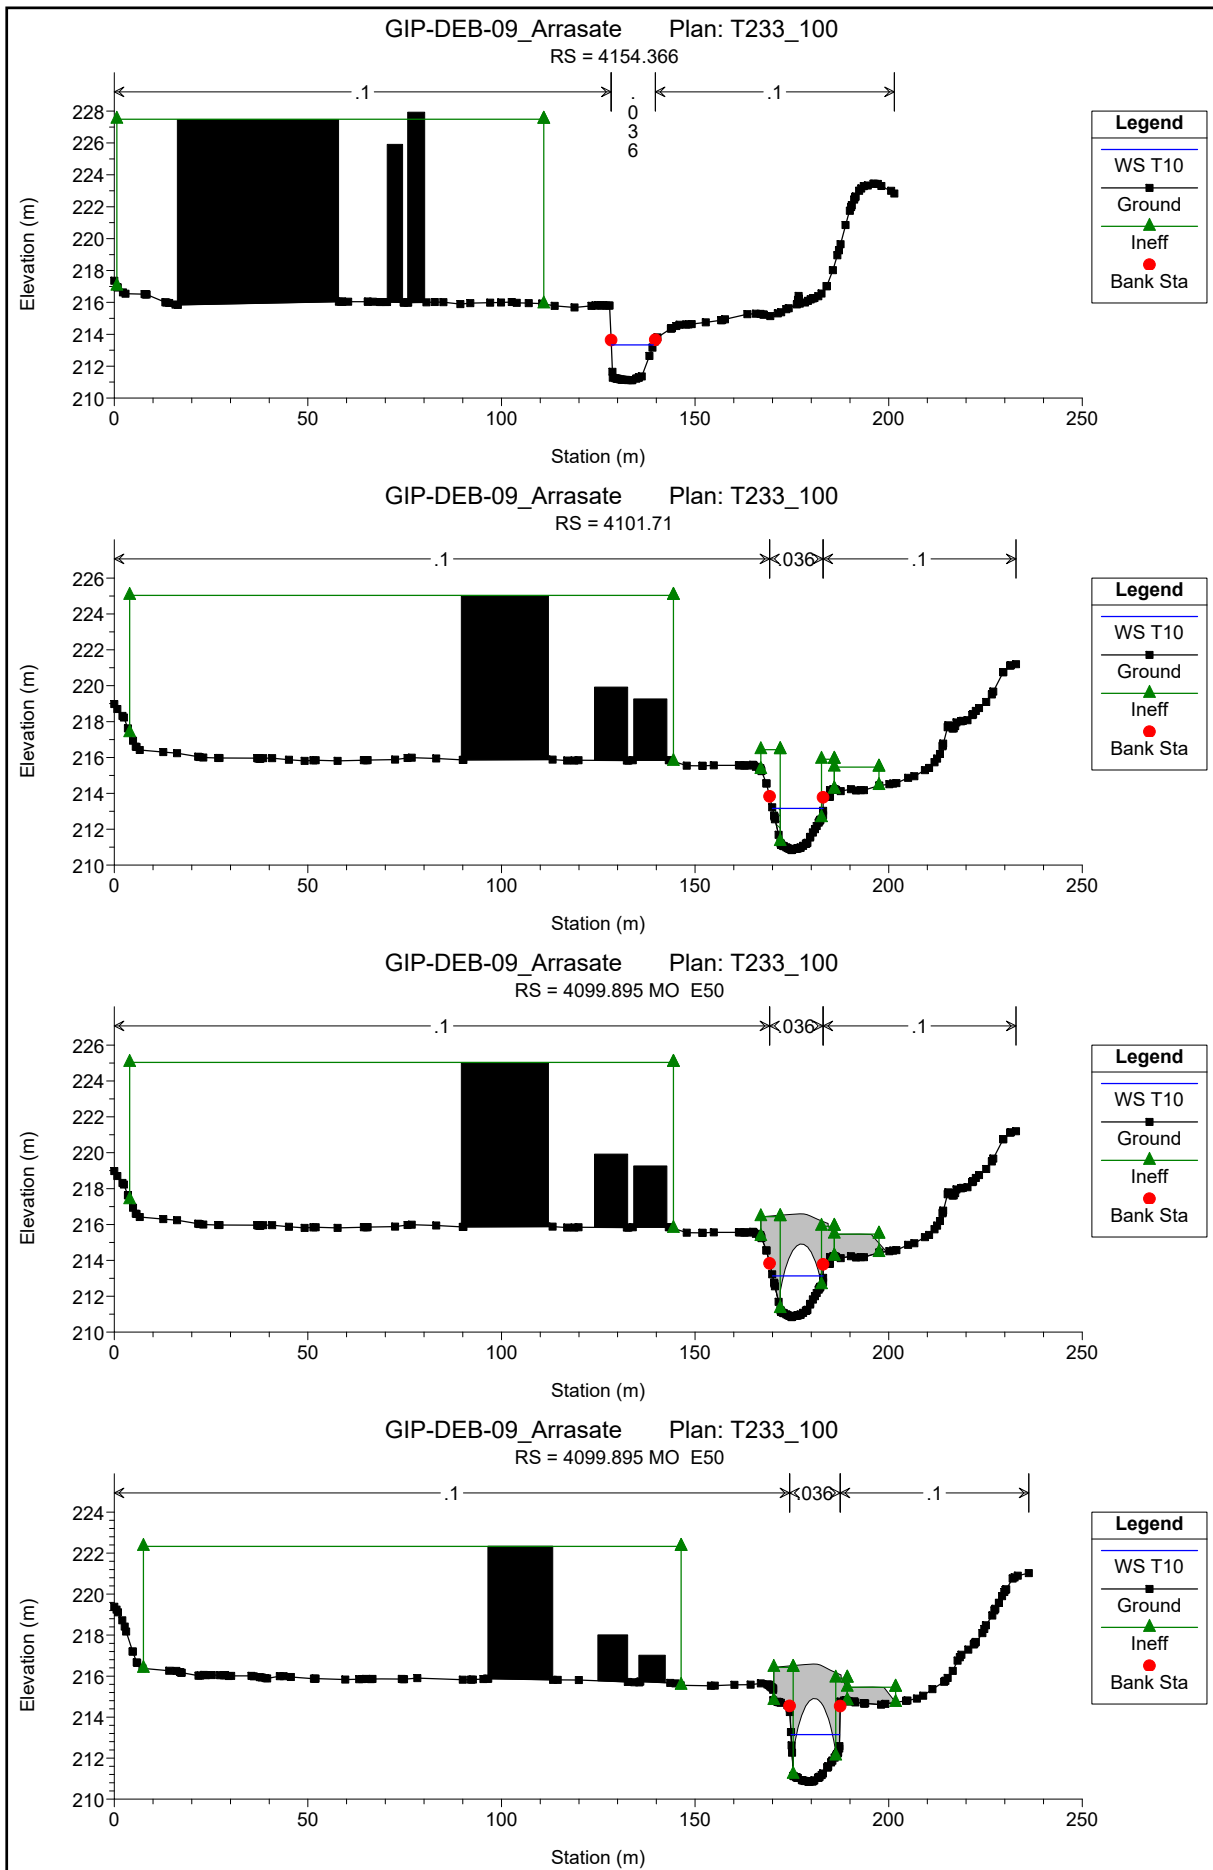 GIP-DEB-09_Arrasate Plan: T233_100
RS = 4154.366
.1
.036
.1
228
226
224
222
220
218
216
214
212
210
Elevation (m)
0 50 100 150 200 250
Station (m)
Legend
WS T10
Ground
Ineff
Bank Sta
GIP-DEB-09_Arrasate Plan: T233_100
RS = 4101.71
.1 .036 .1
226
224
222
220
218
216
214
212
210
Elevation (m)
0 50 100 150 200 250
Station (m)
Legend
WS T10
Ground
Ineff
Bank Sta
GIP-DEB-09_Arrasate Plan: T233_100
RS = 4099.895 MO E50
.1 .036 .1
226
224
222
220
218
216
214
212
210
Elevation (m)
0 50 100 150 200 250
Station (m)
Legend
WS T10
Ground
Ineff
Bank Sta
GIP-DEB-09_Arrasate Plan: T233_100
RS = 4099.895 MO E50
.1 .036 .1
224
222
220
218
216
214
212
210
Elevation (m)
0 50 100 150 200 250
Station (m)
Legend
WS T10
Ground
Ineff
Bank Sta